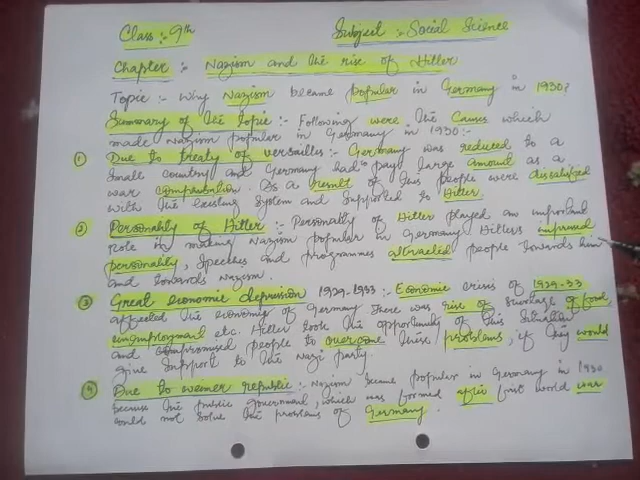 Class :- 9th
Subject :- Social Science
Chapter :- Nazism and the rise of Hitler
Topic :- Why Nazism became popular in Germany in 1930?
Summary of the topic :- Following were the causes which
made Nazism popular in Germany in 1930:-
① Due to treaty of versailles :- Germany was reduced to a
small country and Germany had to pay large amount as a
war compensation. As a result of this people were dissatisfied
with the existing system and supported to Hitler.
② Personality of Hitler :- Personality of Hitler played an important
role in making Nazism popular in Germany Hitlers impressed
personality, speeches and programmes attracted people towards him
and towards Nazism.
③ Great economic depression 1929-1933 :- Economic crisis of 1929-33
affected the economy of Germany There was rise of shortage of food
unemployment etc. Hitler took the opportunity of this situation
and compromised people to overcome these problems, if they would
give support to the Nazi party.
④ Due to weimer republic :- Nazism became popular in Germany in 1930
because the public government, which was formed after first world war
could not solve the problems of Germany.